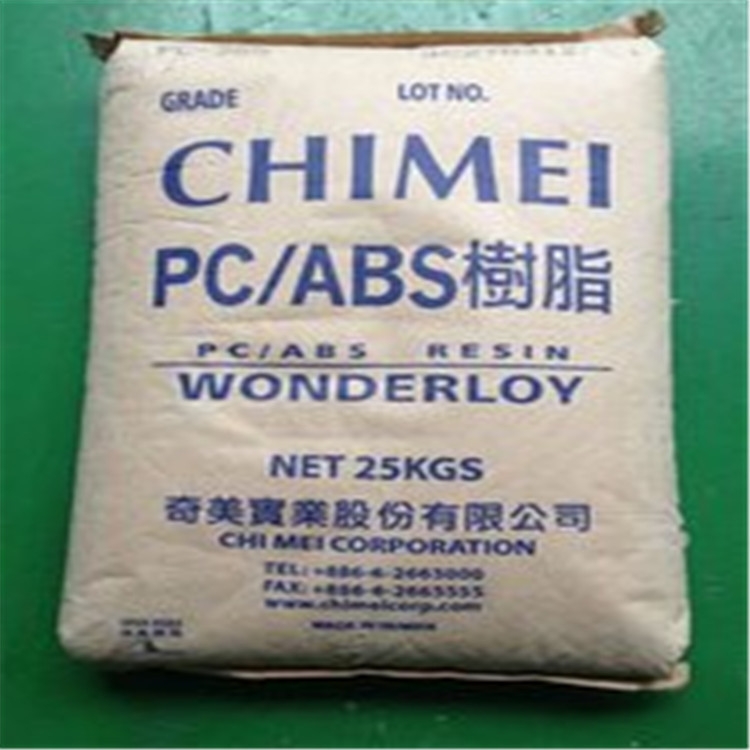 GRADE LOT NO.
CHIMEI
PC/ABS樹脂
PC/ABS RESIN
WONDERLOY
NET 25KGS
奇美實業股份有限公司
CHI MEI CORPORATION
TEL: +886-6-2663000
FAX: +886-6-2665555
www.chimeicorp.com